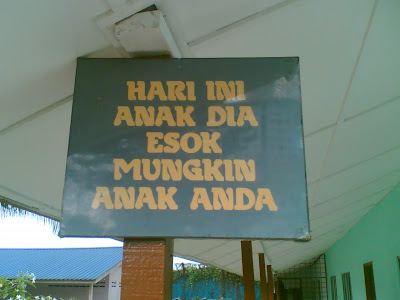 HARI INI
ANAK DIA
ESOK
MUNGKIN
ANAK ANDA